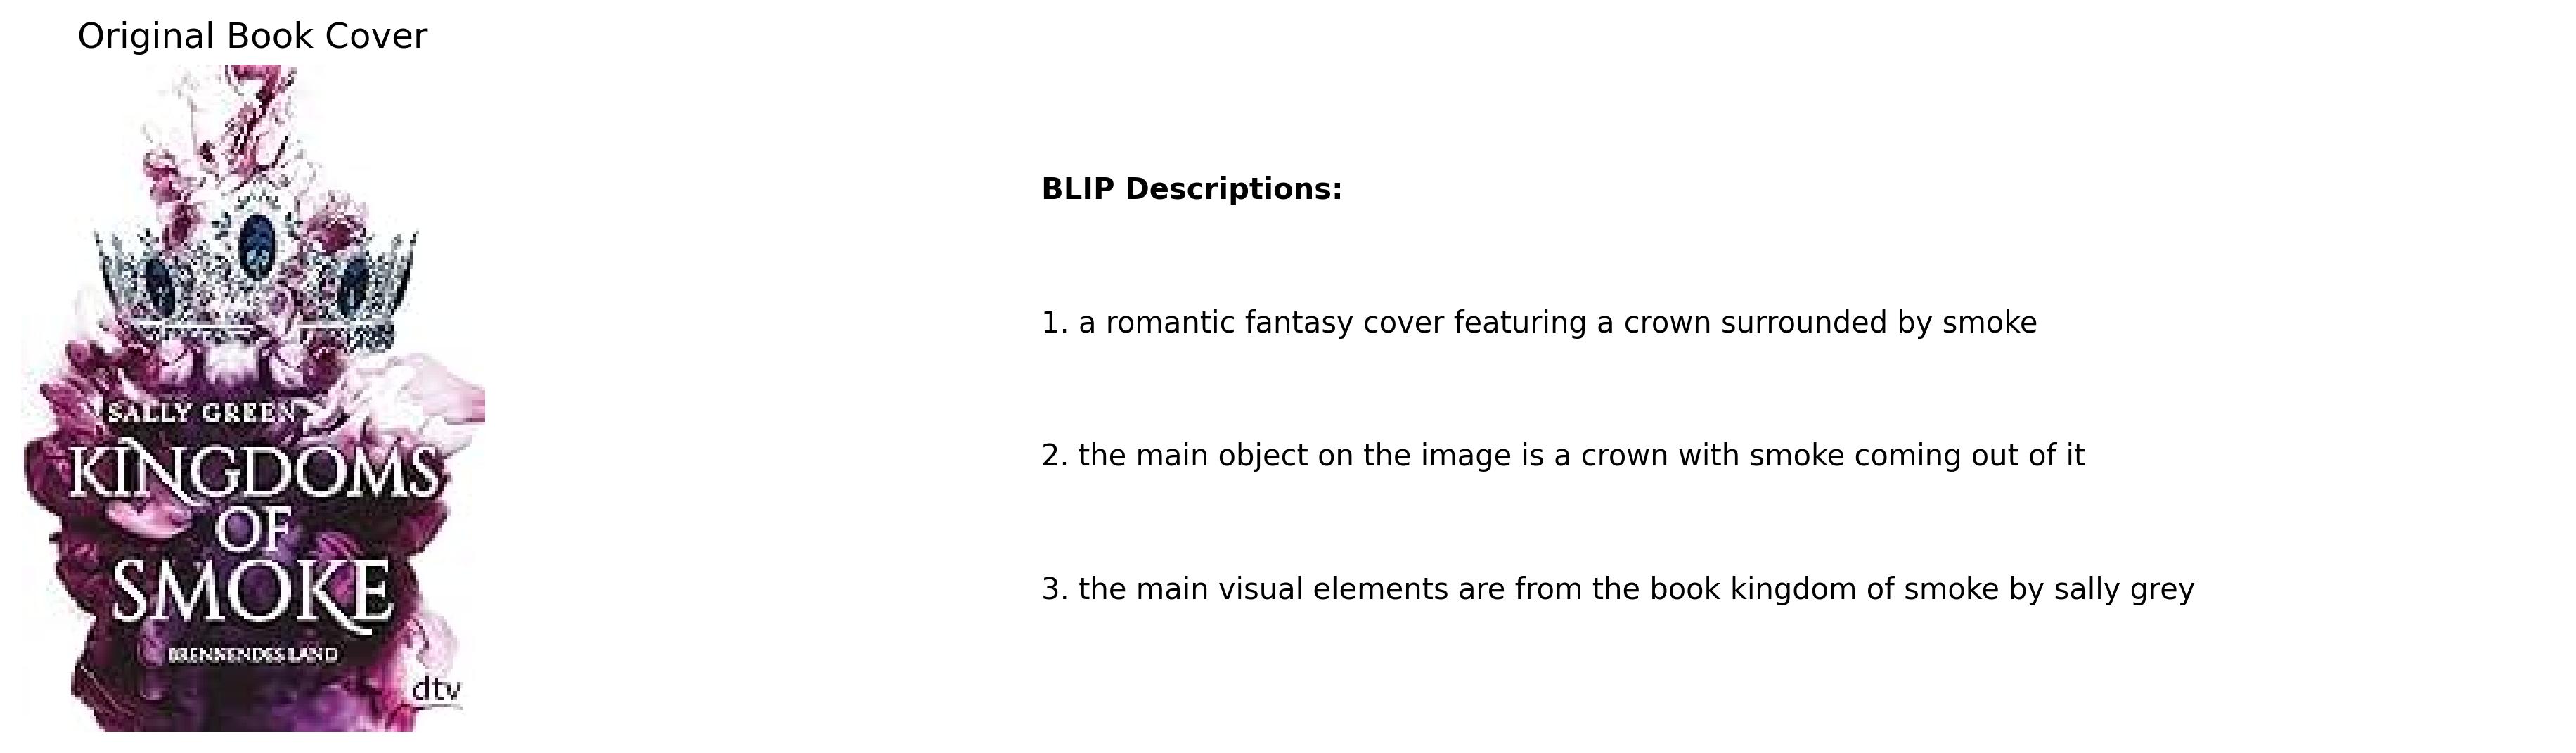 Original Book Cover
SALLY GREEN
KINGDOMS
OF
SMOKE
BRENNENDES LAND
dtv
BLIP Descriptions:
1. a romantic fantasy cover featuring a crown surrounded by smoke
2. the main object on the image is a crown with smoke coming out of it
3. the main visual elements are from the book kingdom of smoke by sally grey